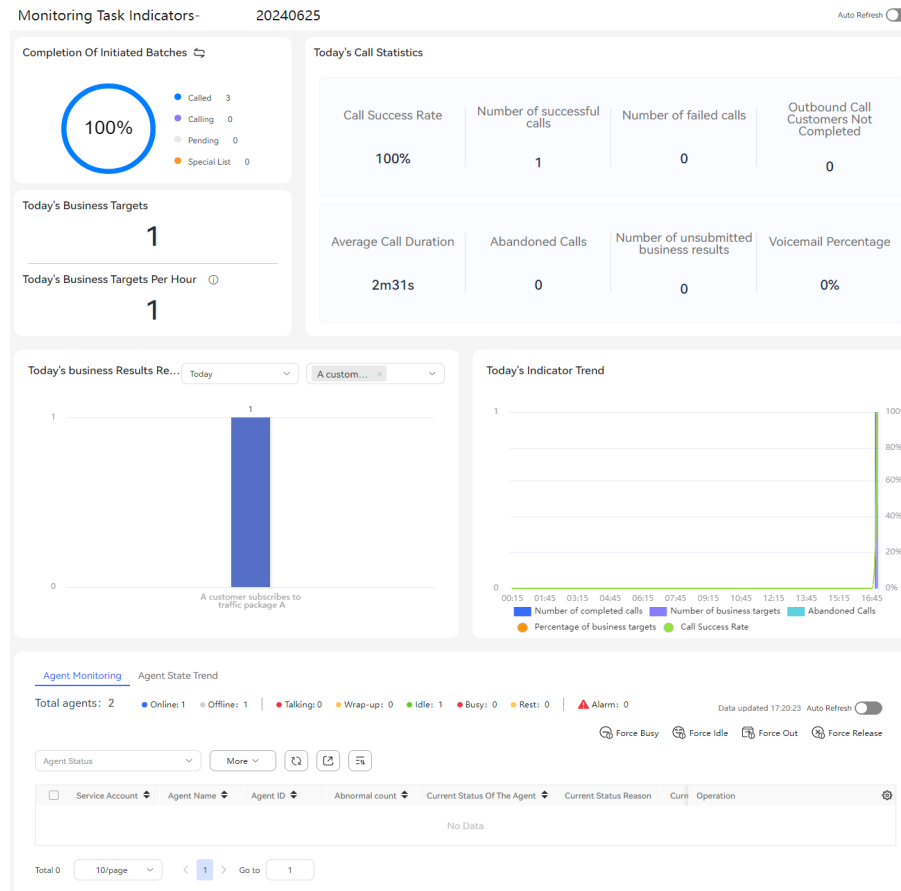 Monitoring Task Indicators- 20240625
Auto Refresh
Completion Of Initiated Batches
100%
Called 3
Calling 0
Pending 0
Special List 0
Today's Call Statistics
Call Success Rate
100%
Number of successful
calls
1
Number of failed calls
0
Outbound Call
Customers Not
Completed
0
Today's Business Targets
1
Today's Business Targets Per Hour
1
Average Call Duration
2m31s
Abandoned Calls
0
Number of unsubmitted
business results
0
Voicemail Percentage
0%
Today's business Results Re...
Today
A custom... ×
1
1
0
A customer subscribes to
traffic package A
Today's Indicator Trend
1
0
100%
80%
60%
40%
20%
0%
00:15 01:45 03:15 04:45 06:15 07:45 09:15 10:45 12:15 13:45 15:15 16:45
Number of completed calls Number of business targets Abandoned Calls
Percentage of business targets Call Success Rate
Agent Monitoring Agent State Trend
Total agents: 2 Online: 1 Offline: 1 Talking: 0 Wrap-up: 0 Idle: 1 Busy: 0 Rest: 0 Alarm: 0
Data updated 17:20:23 Auto Refresh
Force Busy Force Idle Force Out Force Release
Agent Status More
Service Account Agent Name Agent ID Abnormal count Current Status Of The Agent Current Status Reason Curr Operation
No Data
Total 0 10/page < 1 > Go to 1